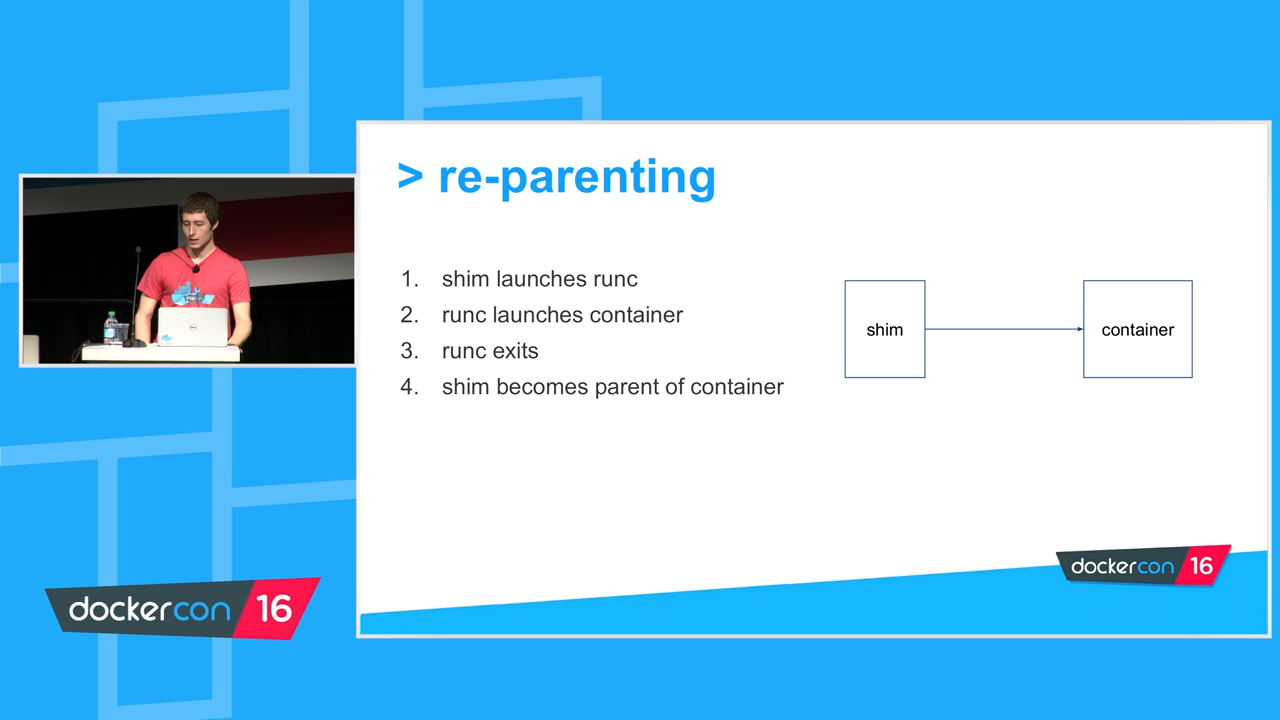 > re-parenting
1. shim launches runc
2. runc launches container
3. runc exits
4. shim becomes parent of container
shim
container
dockercon 16
dockercon 16